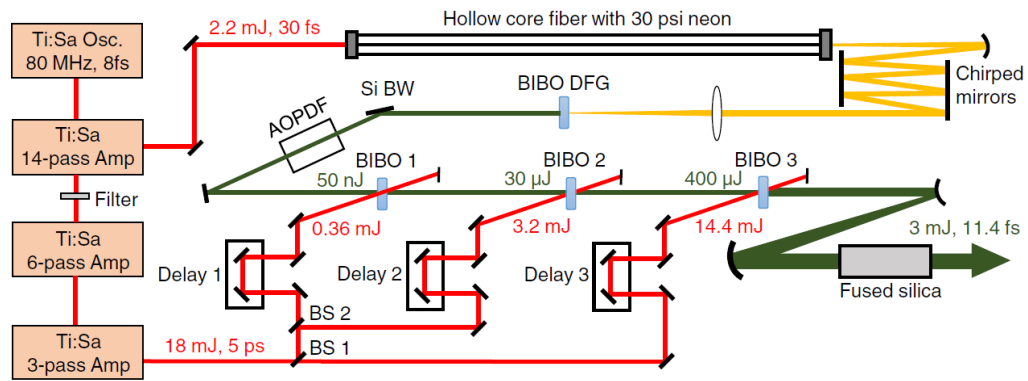 Hollow core fiber with 30 psi neon
Ti:Sa Osc.
80 MHz, 8fs
2.2 mJ, 30 fs
Chirped
mirrors
Si BW
BIBO DFG
AOPDF
Ti:Sa
14-pass Amp
BIBO 1
BIBO 2
BIBO 3
50 nJ
30 µJ
400 µJ
Filter
0.36 mJ
3.2 mJ
14.4 mJ
3 mJ, 11.4 fs
Ti:Sa
6-pass Amp
Delay 1
Delay 2
Delay 3
Fused silica
BS 2
Ti:Sa
3-pass Amp
18 mJ, 5 ps
BS 1